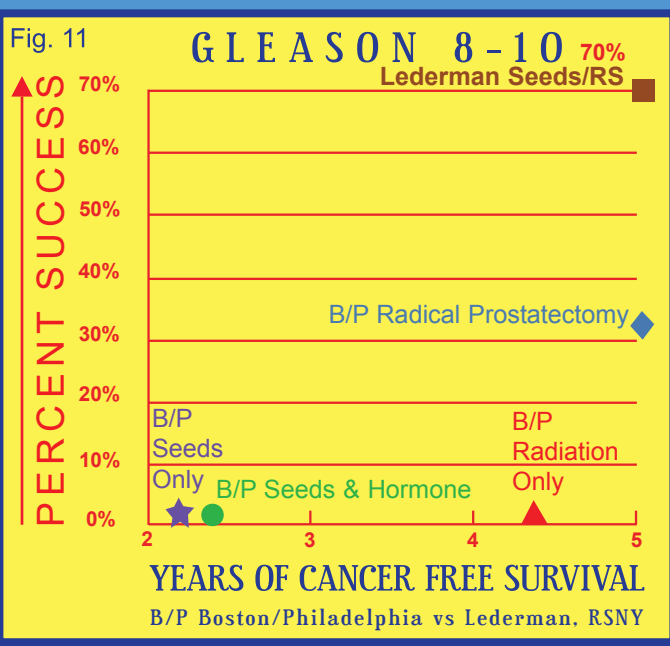 Fig. 11
GLEASON 8-10 70%
Lederman Seeds/RS
PERCENT SUCCESS
70%
60%
50%
40%
B/P Radical Prostatectomy
30%
20%
B/P
Seeds
Only
B/P
Radiation
Only
10%
B/P Seeds & Hormone
0%
2 3 4 5
YEARS OF CANCER FREE SURVIVAL
B/P Boston/Philadelphia vs Lederman, RSNY